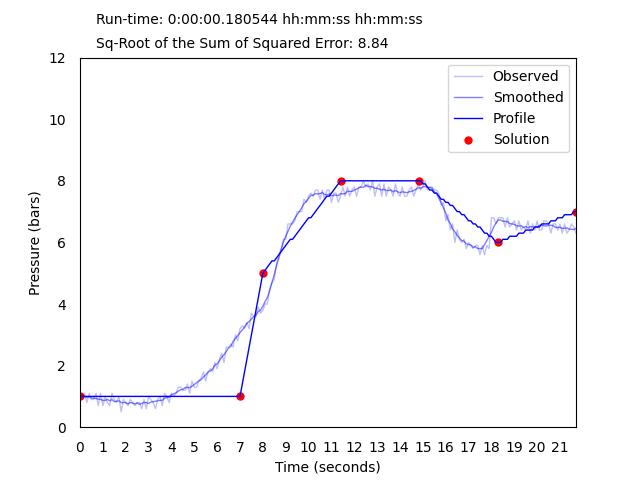 Run-time: 0:00:00.180544 hh:mm:ss hh:mm:ss
Sq-Root of the Sum of Squared Error: 8.84
12
10
8
6
4
2
0
Pressure (bars)
Observed
Smoothed
Profile
Solution
0 1 2 3 4 5 6 7 8 9 10 11 12 13 14 15 16 17 18 19 20 21
Time (seconds)